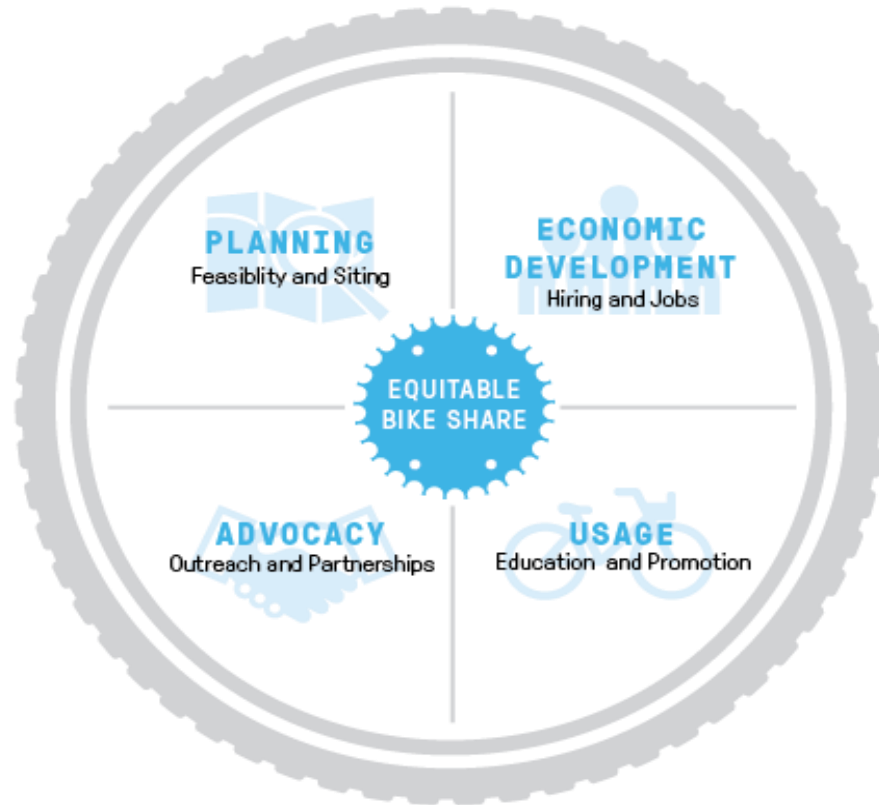 PLANNING
Feasiblity and Siting
ECONOMIC
DEVELOPMENT
Hiring and Jobs
EQUITABLE
BIKE SHARE
ADVOCACY
Outreach and Partnerships
USAGE
Education and Promotion